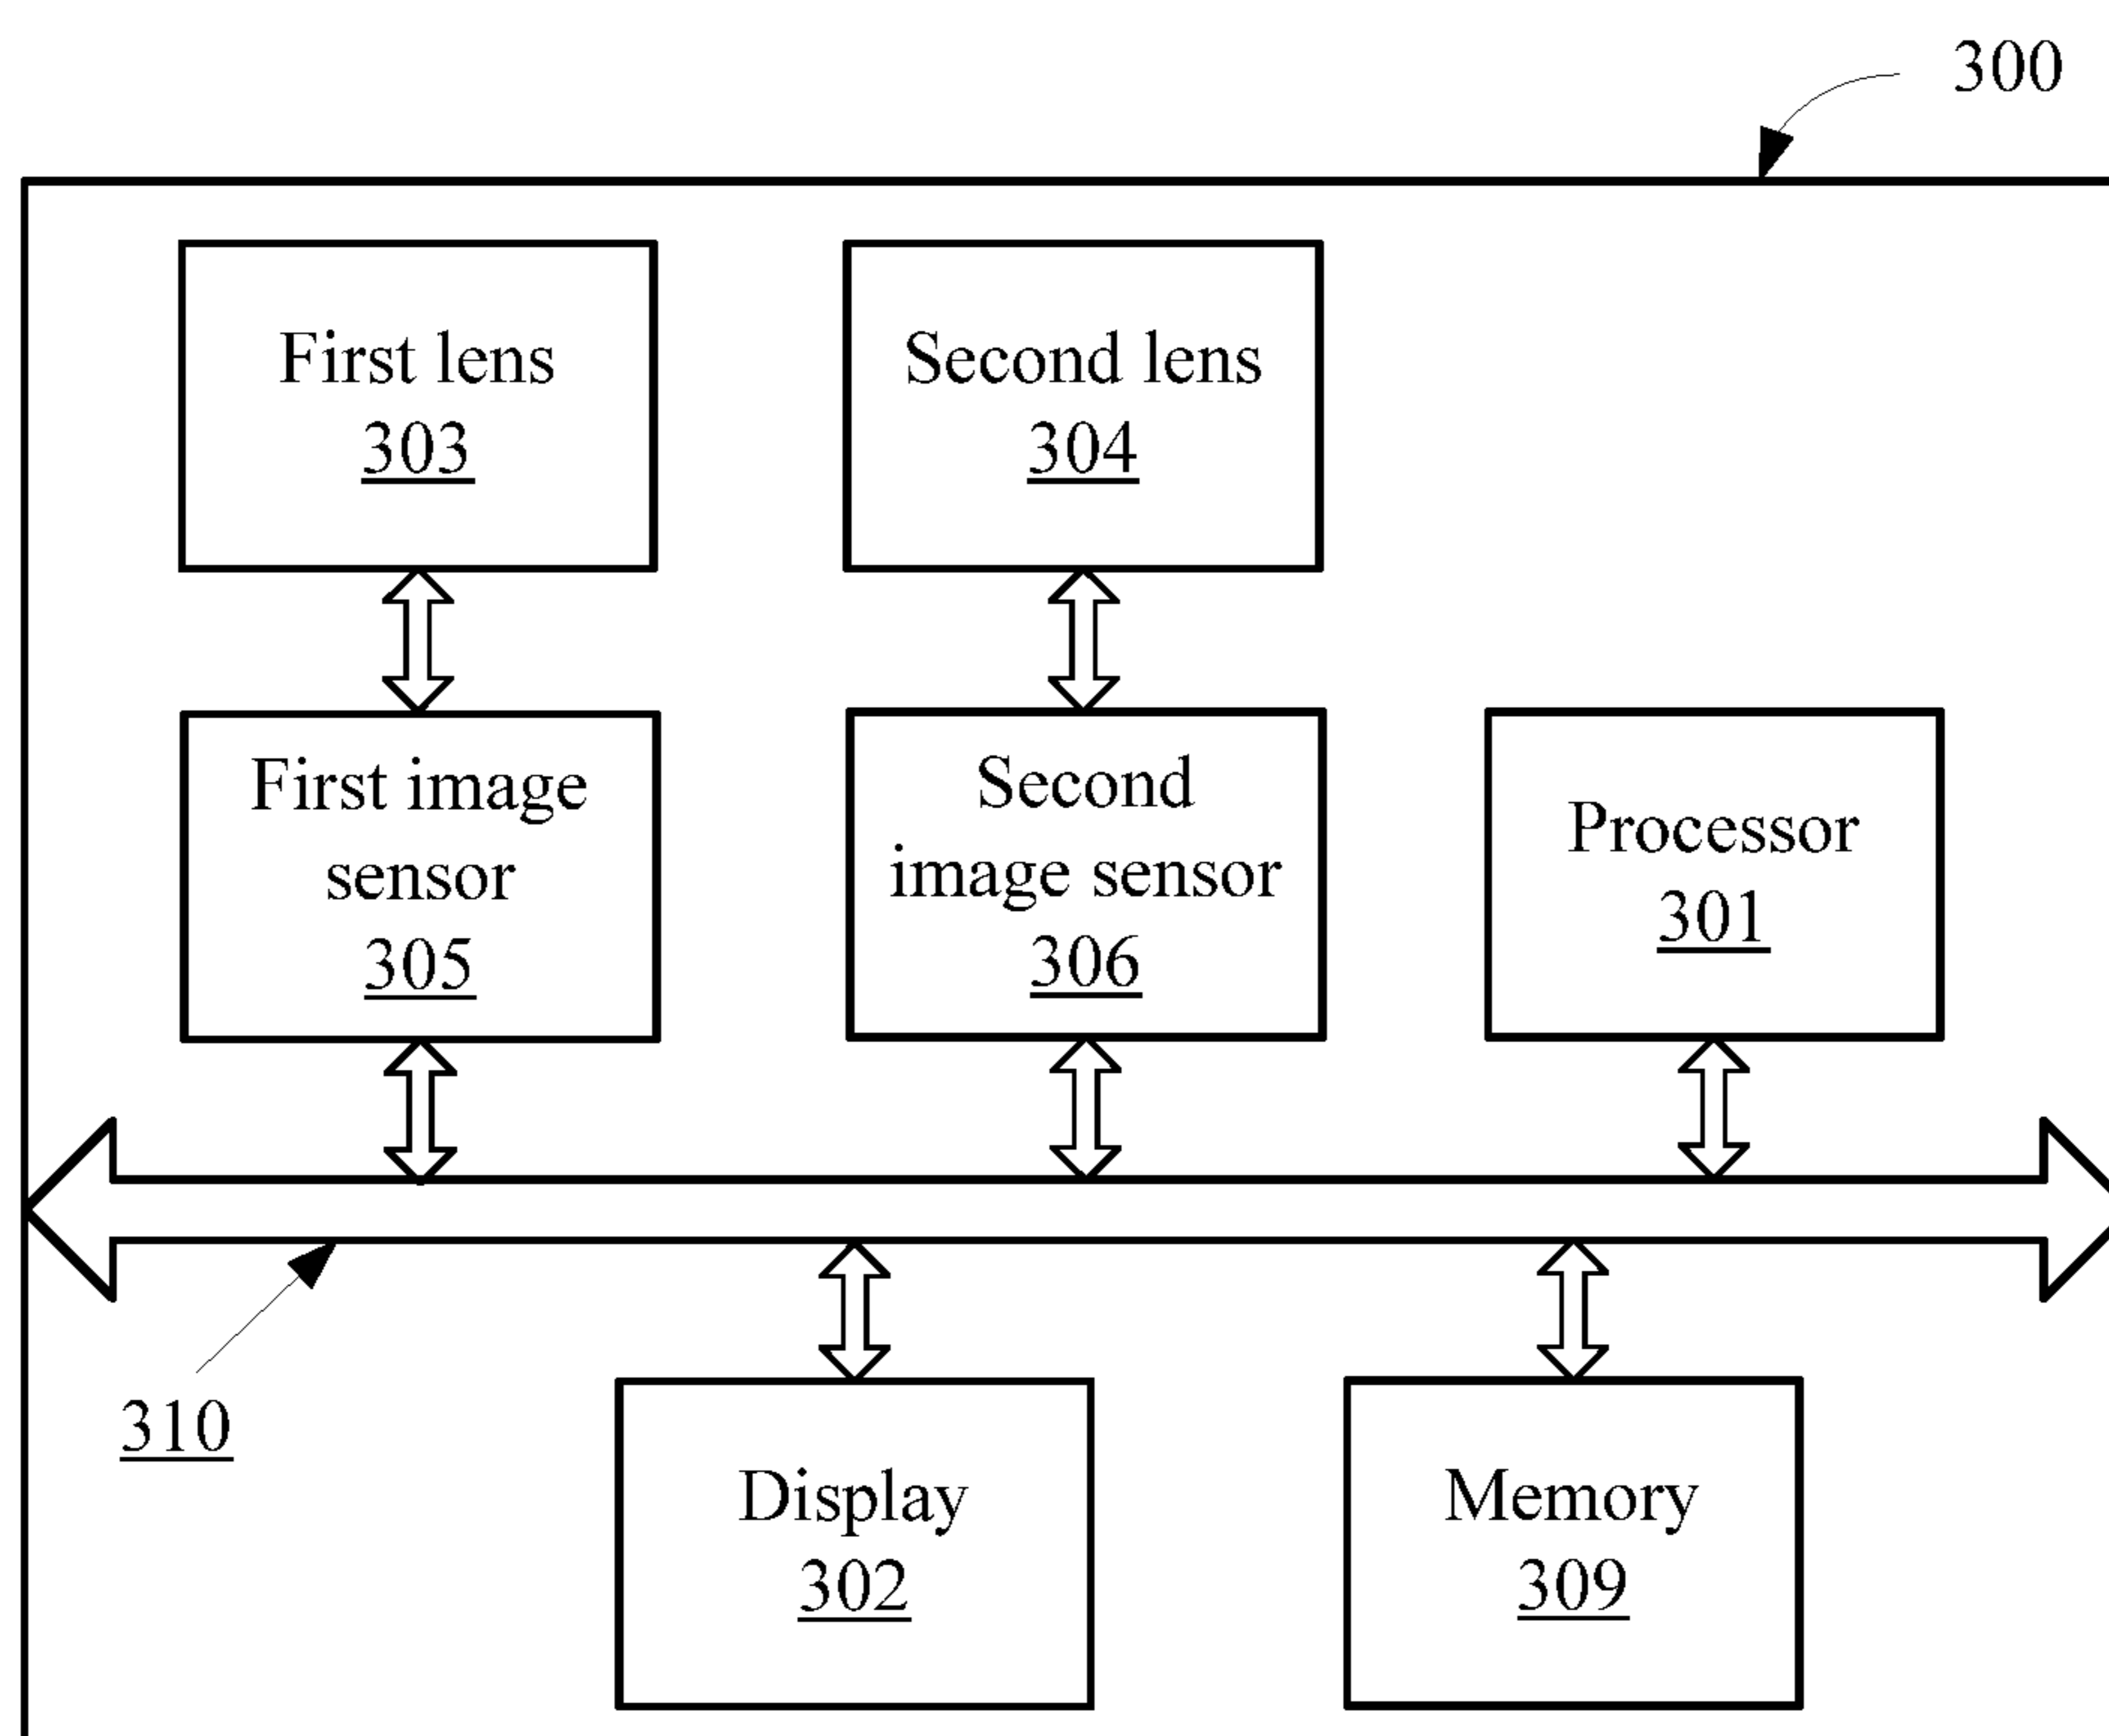 300
First lens
303
Second lens
304
First image
sensor
305
Second
image sensor
306
Processor
301
310
Display
302
Memory
309